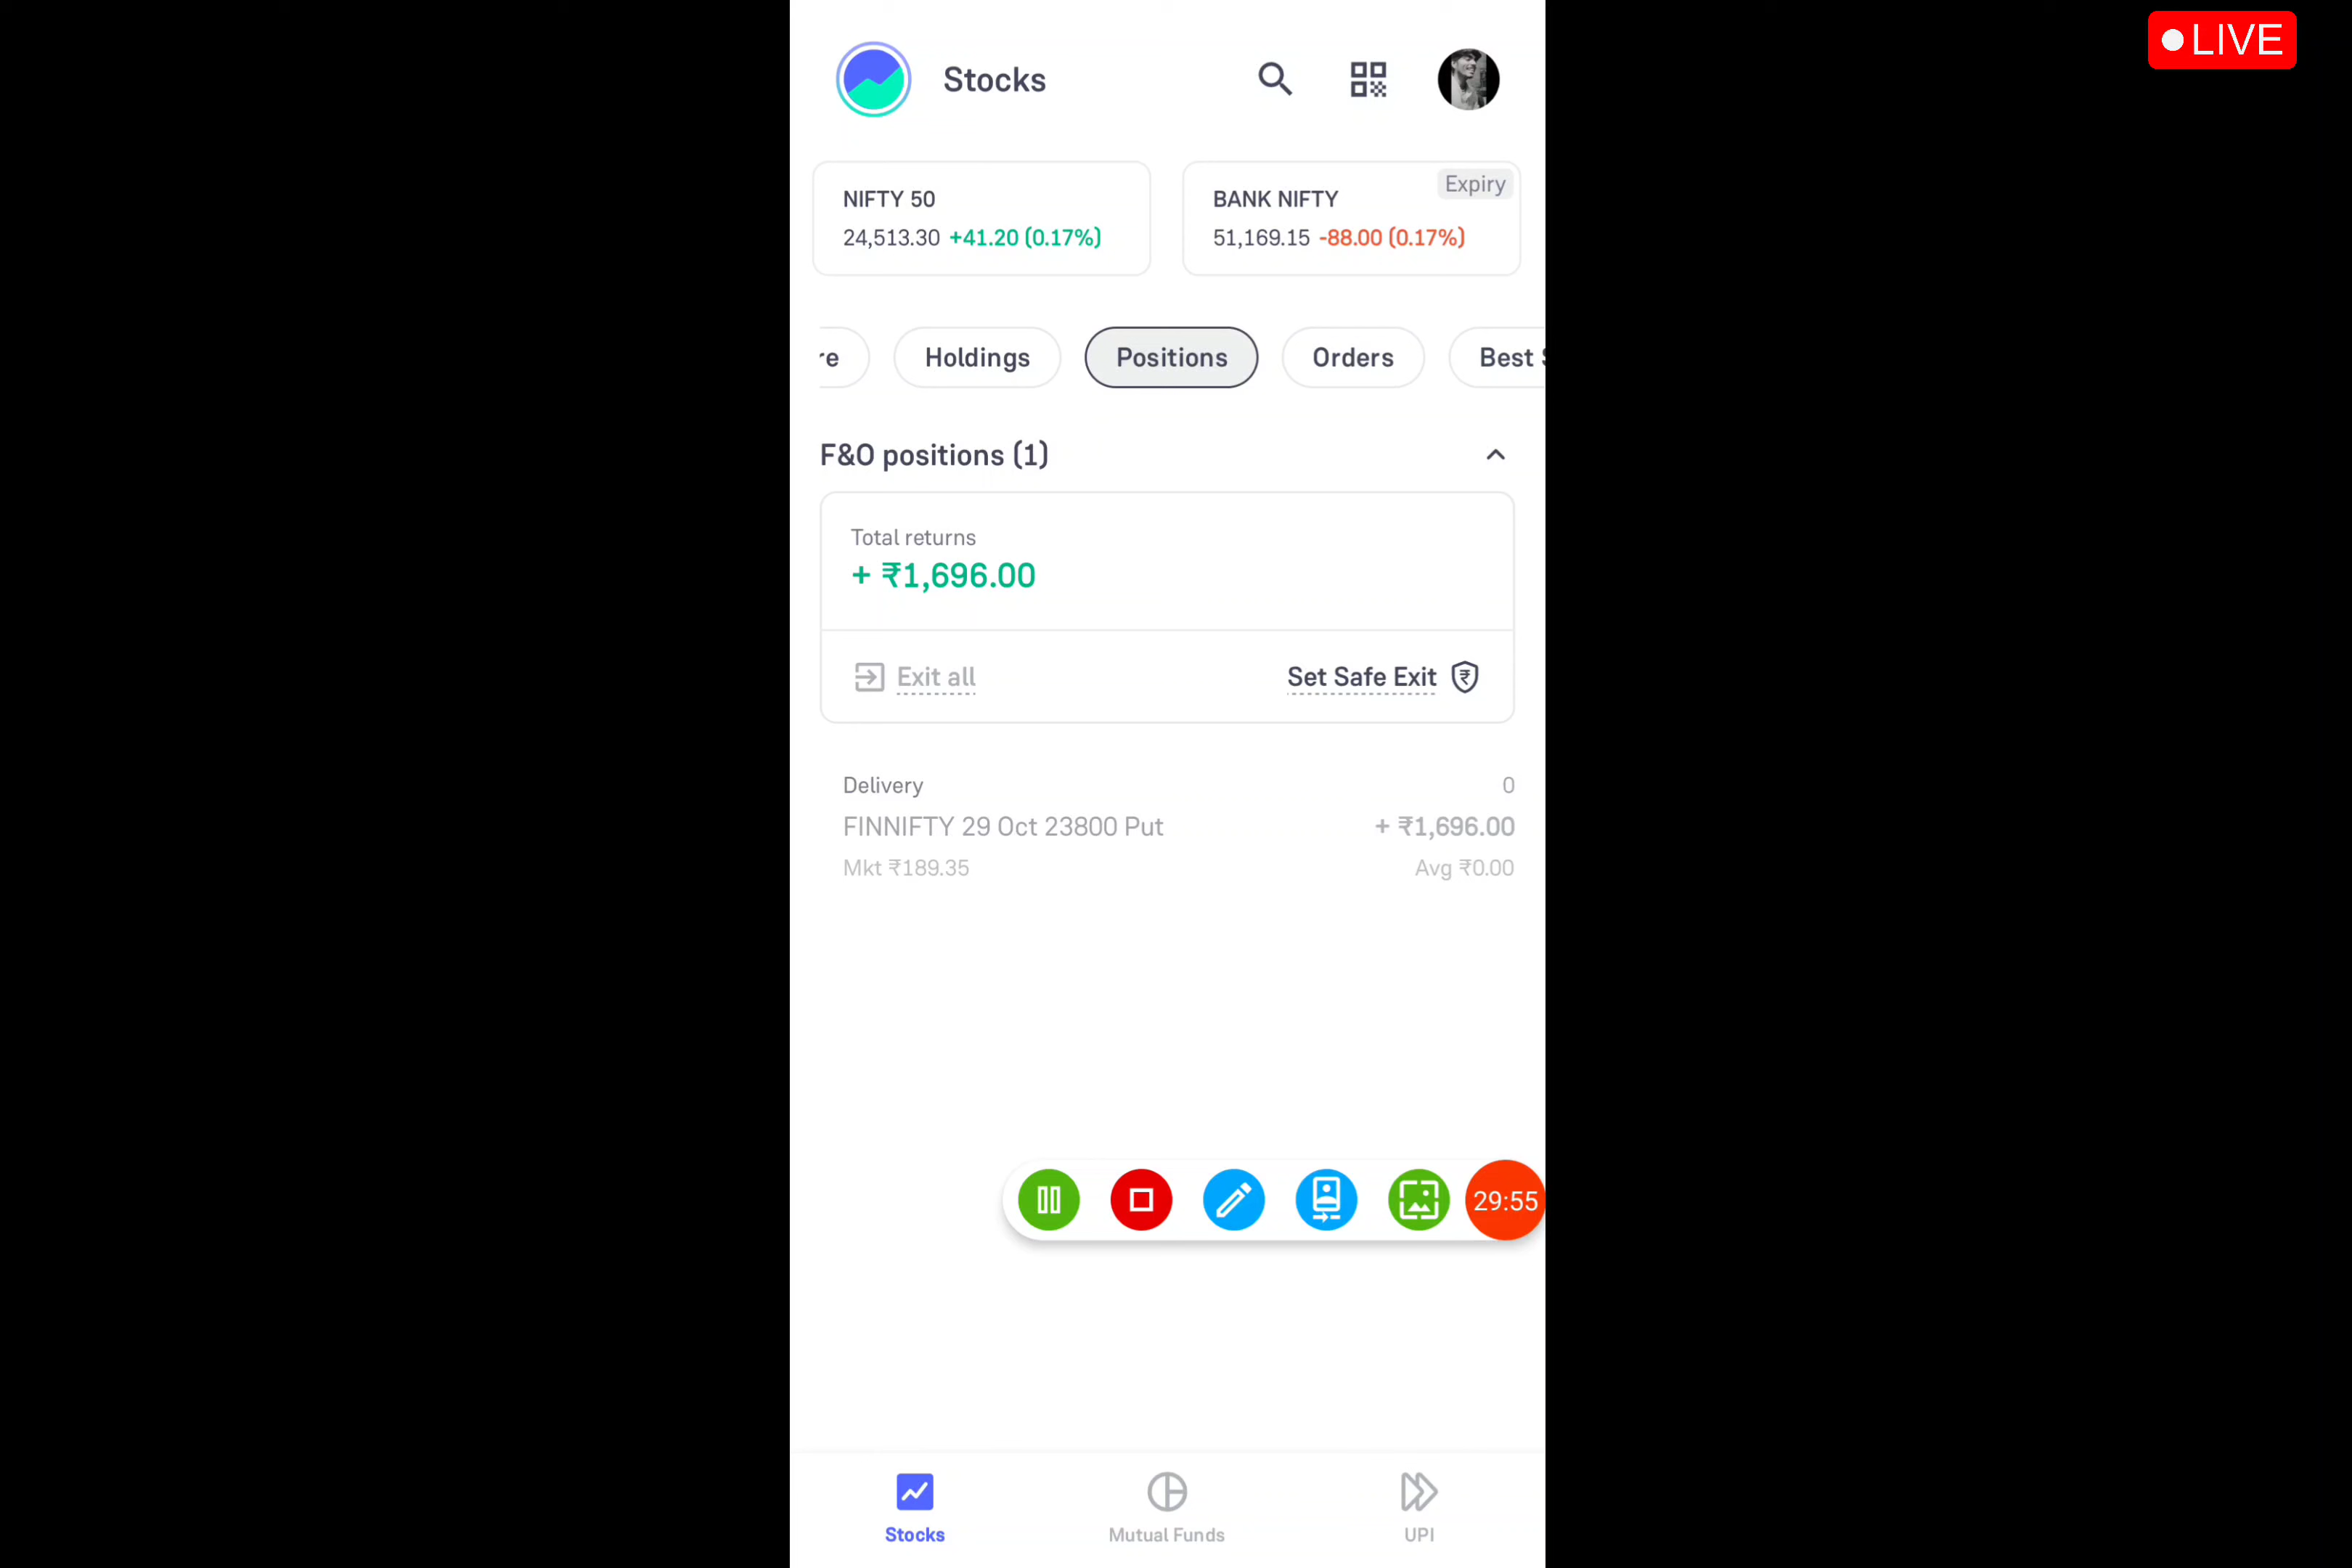 LIVE
Stocks
NIFTY 50
24,513.30 +41.20 (0.17%)
Expiry
BANK NIFTY
51,169.15 -88.00 (0.17%)
re Holdings Positions Orders Best
F&O positions (1)
Total returns
+ ₹1,696.00
Exit all Set Safe Exit
Delivery 0
FINNIFTY 29 Oct 23800 Put + ₹1,696.00
Mkt ₹189.35 Avg ₹0.00
29:55
Stocks Mutual Funds UPI